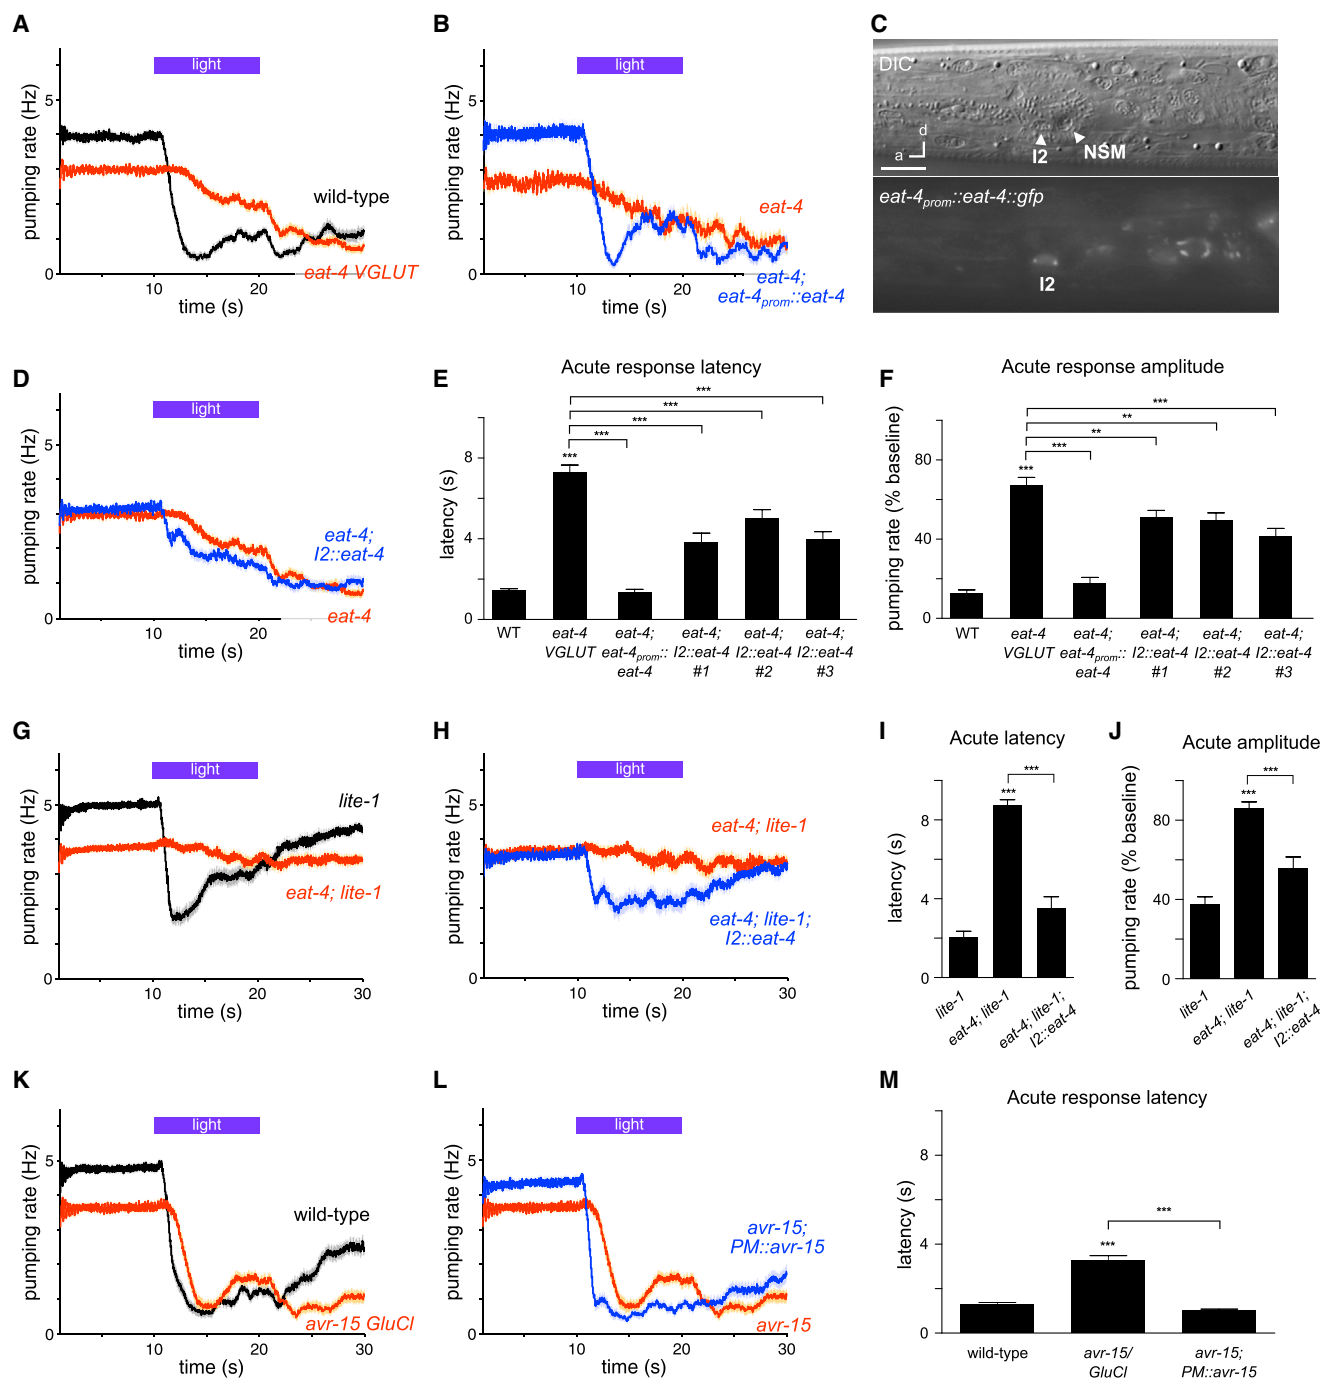 A
light
pumping rate (Hz)
5
0
10
20
time (s)
wild-type
eat-4 VGLUT
B
light
pumping rate (Hz)
5
0
10
20
time (s)
eat-4
eat-4;
eat-4prom::eat-4
C
DIC
d
a
I2
NSM
eat-4prom::eat-4::gfp
I2
D
light
pumping rate (Hz)
5
0
10
20
time (s)
eat-4;
I2::eat-4
eat-4
E
Acute response latency
latency (s)
8
4
0
***
***
***
***
***
WT
eat-4
VGLUT
eat-4;
eat-4prom::
eat-4
eat-4;
I2::eat-4
#1
eat-4;
I2::eat-4
#2
eat-4;
I2::eat-4
#3
F
Acute response amplitude
pumping rate (% baseline)
80
40
0
***
**
**
***
***
WT
eat-4
VGLUT
eat-4;
eat-4prom::
eat-4
eat-4;
I2::eat-4
#1
eat-4;
I2::eat-4
#2
eat-4;
I2::eat-4
#3
G
light
pumping rate (Hz)
5
0
10
20
30
time (s)
lite-1
eat-4; lite-1
H
light
pumping rate (Hz)
5
0
10
20
30
time (s)
eat-4; lite-1
eat-4; lite-1;
I2::eat-4
I
Acute latency
latency (s)
8
4
0
***
***
lite-1
eat-4; lite-1
eat-4; lite-1;
I2::eat-4
J
Acute amplitude
pumping rate (% baseline)
80
40
0
***
***
lite-1
eat-4; lite-1
eat-4; lite-1;
I2::eat-4
K
light
pumping rate (Hz)
5
0
10
20
30
time (s)
wild-type
avr-15 GluCl
L
light
pumping rate (Hz)
5
0
10
20
30
time (s)
avr-15;
PM::avr-15
avr-15
M
Acute response latency
latency (s)
8
4
0
***
***
wild-type
avr-15/
GluCl
avr-15;
PM::avr-15